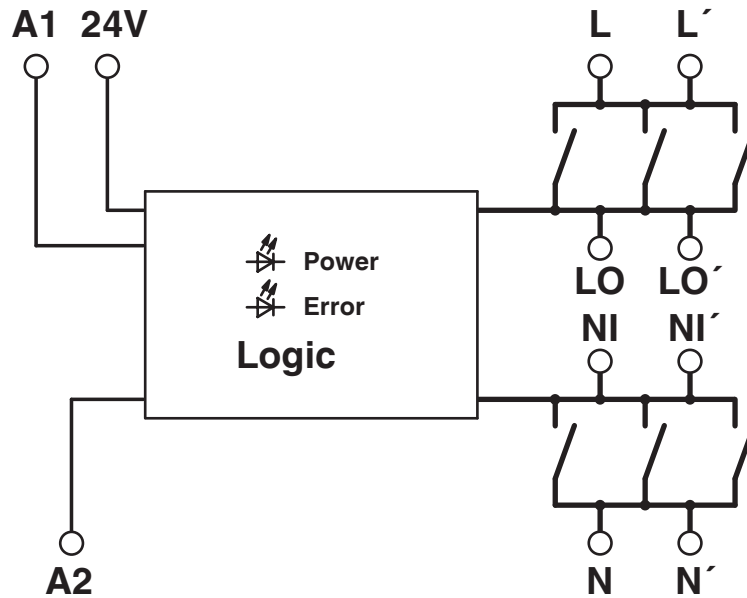 A1 24V
L L´
Power
Error
Logic
LO LO´
NI NI´
A2
N N´